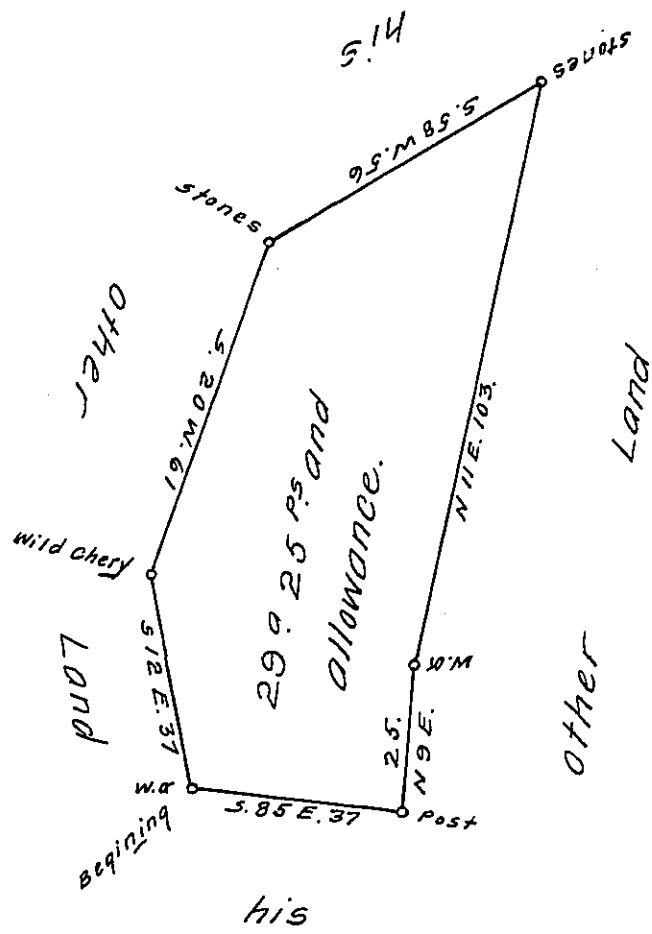 his
stones
S.58 W.56
stones
other
S.20 W.61
Land
N 11 E.103.
29 a 25 Ps and
allowance.
Wild Chery
Land
S 12 E.37
W.o.
other
25.
N 9 E.
W.o.
S.85 E.37
Post
Begining
his